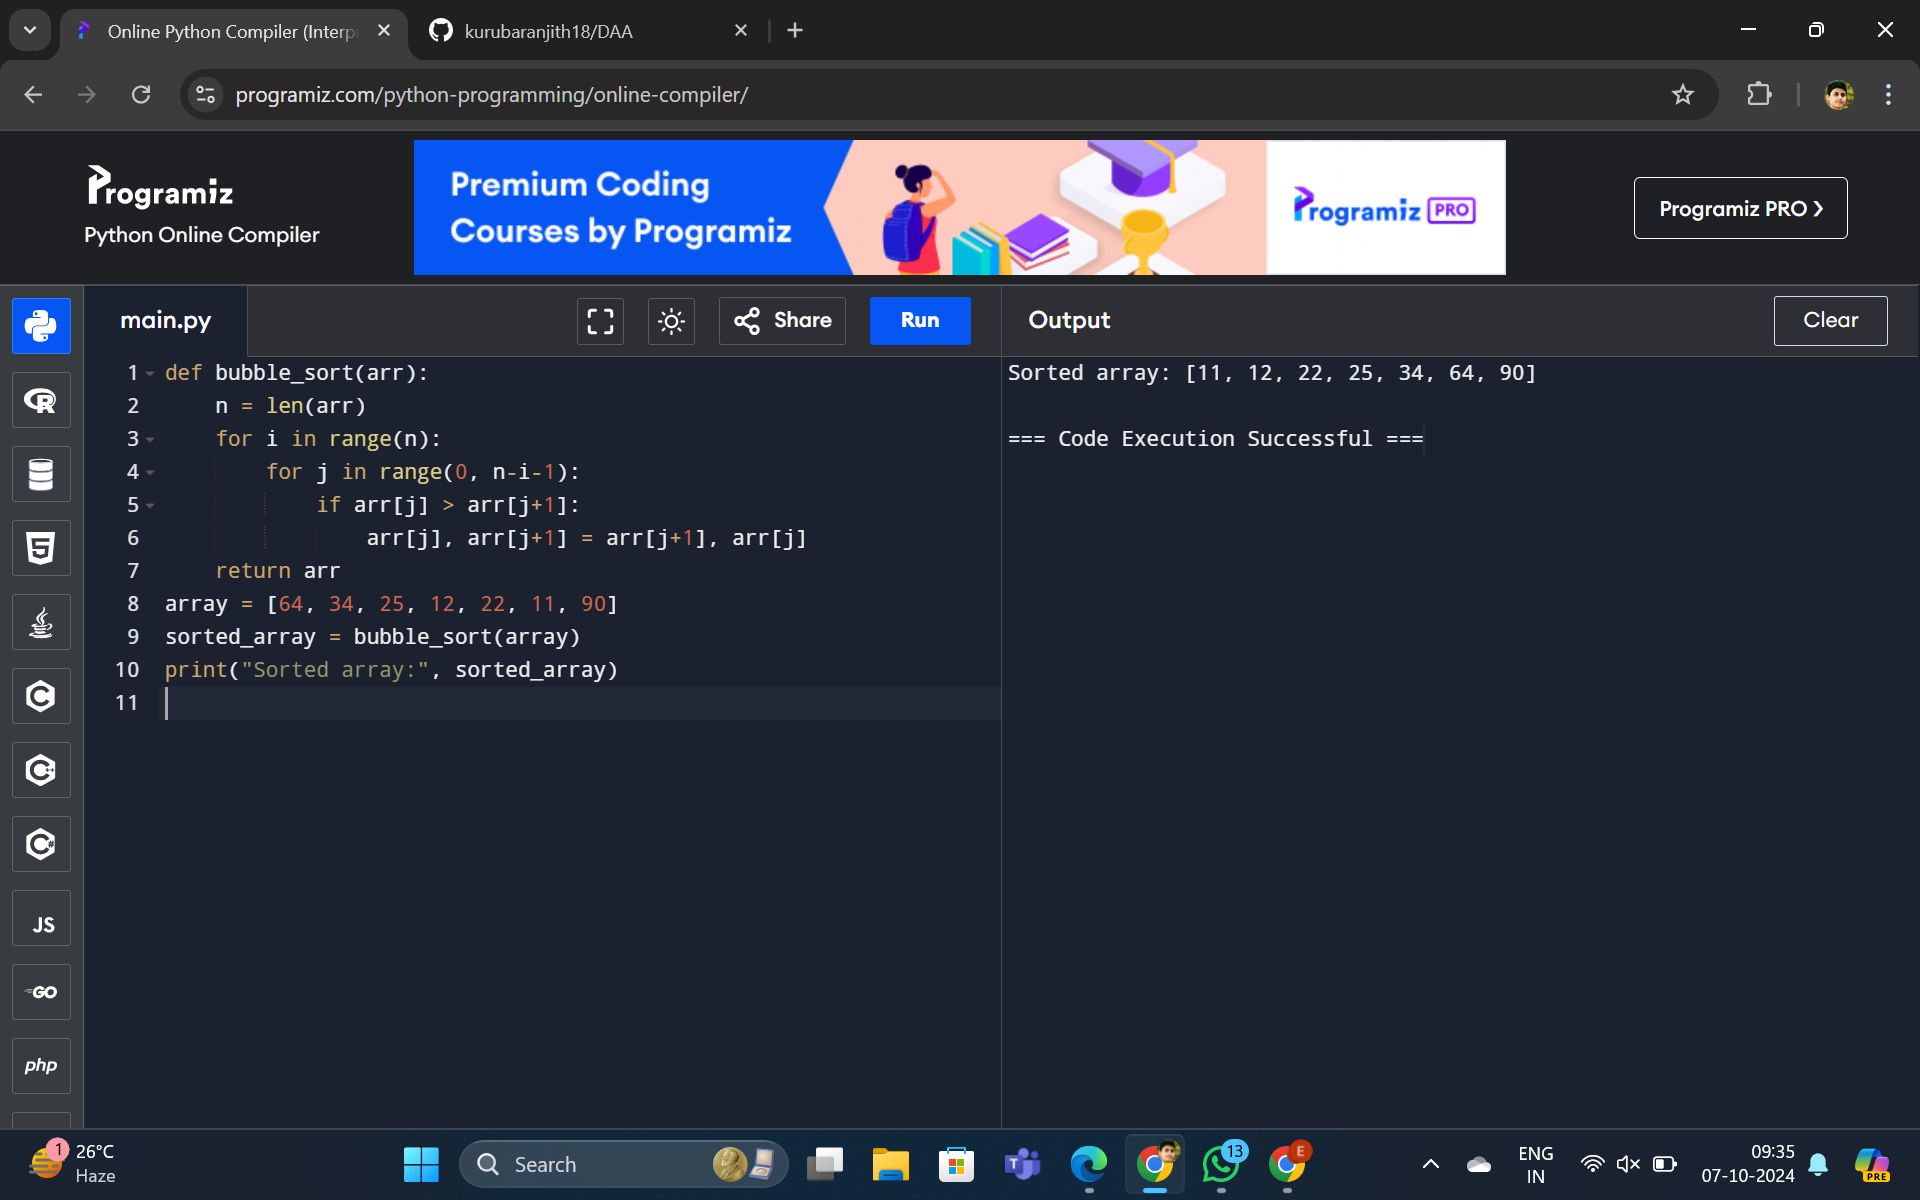 Online Python Compiler (Interp
kurubaranjith18/DAA
programiz.com/python-programming/online-compiler/
Programiz
Python Online Compiler
Premium Coding
Courses by Programiz
Programiz PRO
Programiz PRO ❯
main.py
Share
Run
Output
Clear
1 def bubble_sort(arr):
2     n = len(arr)
3     for i in range(n):
4         for j in range(0, n-i-1):
5             if arr[j] > arr[j+1]:
6                 arr[j], arr[j+1] = arr[j+1], arr[j]
7     return arr
8 array = [64, 34, 25, 12, 22, 11, 90]
9 sorted_array = bubble_sort(array)
10 print("Sorted array:", sorted_array)
11
Sorted array: [11, 12, 22, 25, 34, 64, 90]
=== Code Execution Successful ===
R
5
C
C++
C#
JS
GO
php
1
26°C
Haze
Search
T
13
E
ENG
IN
09:35
07-10-2024
PRE